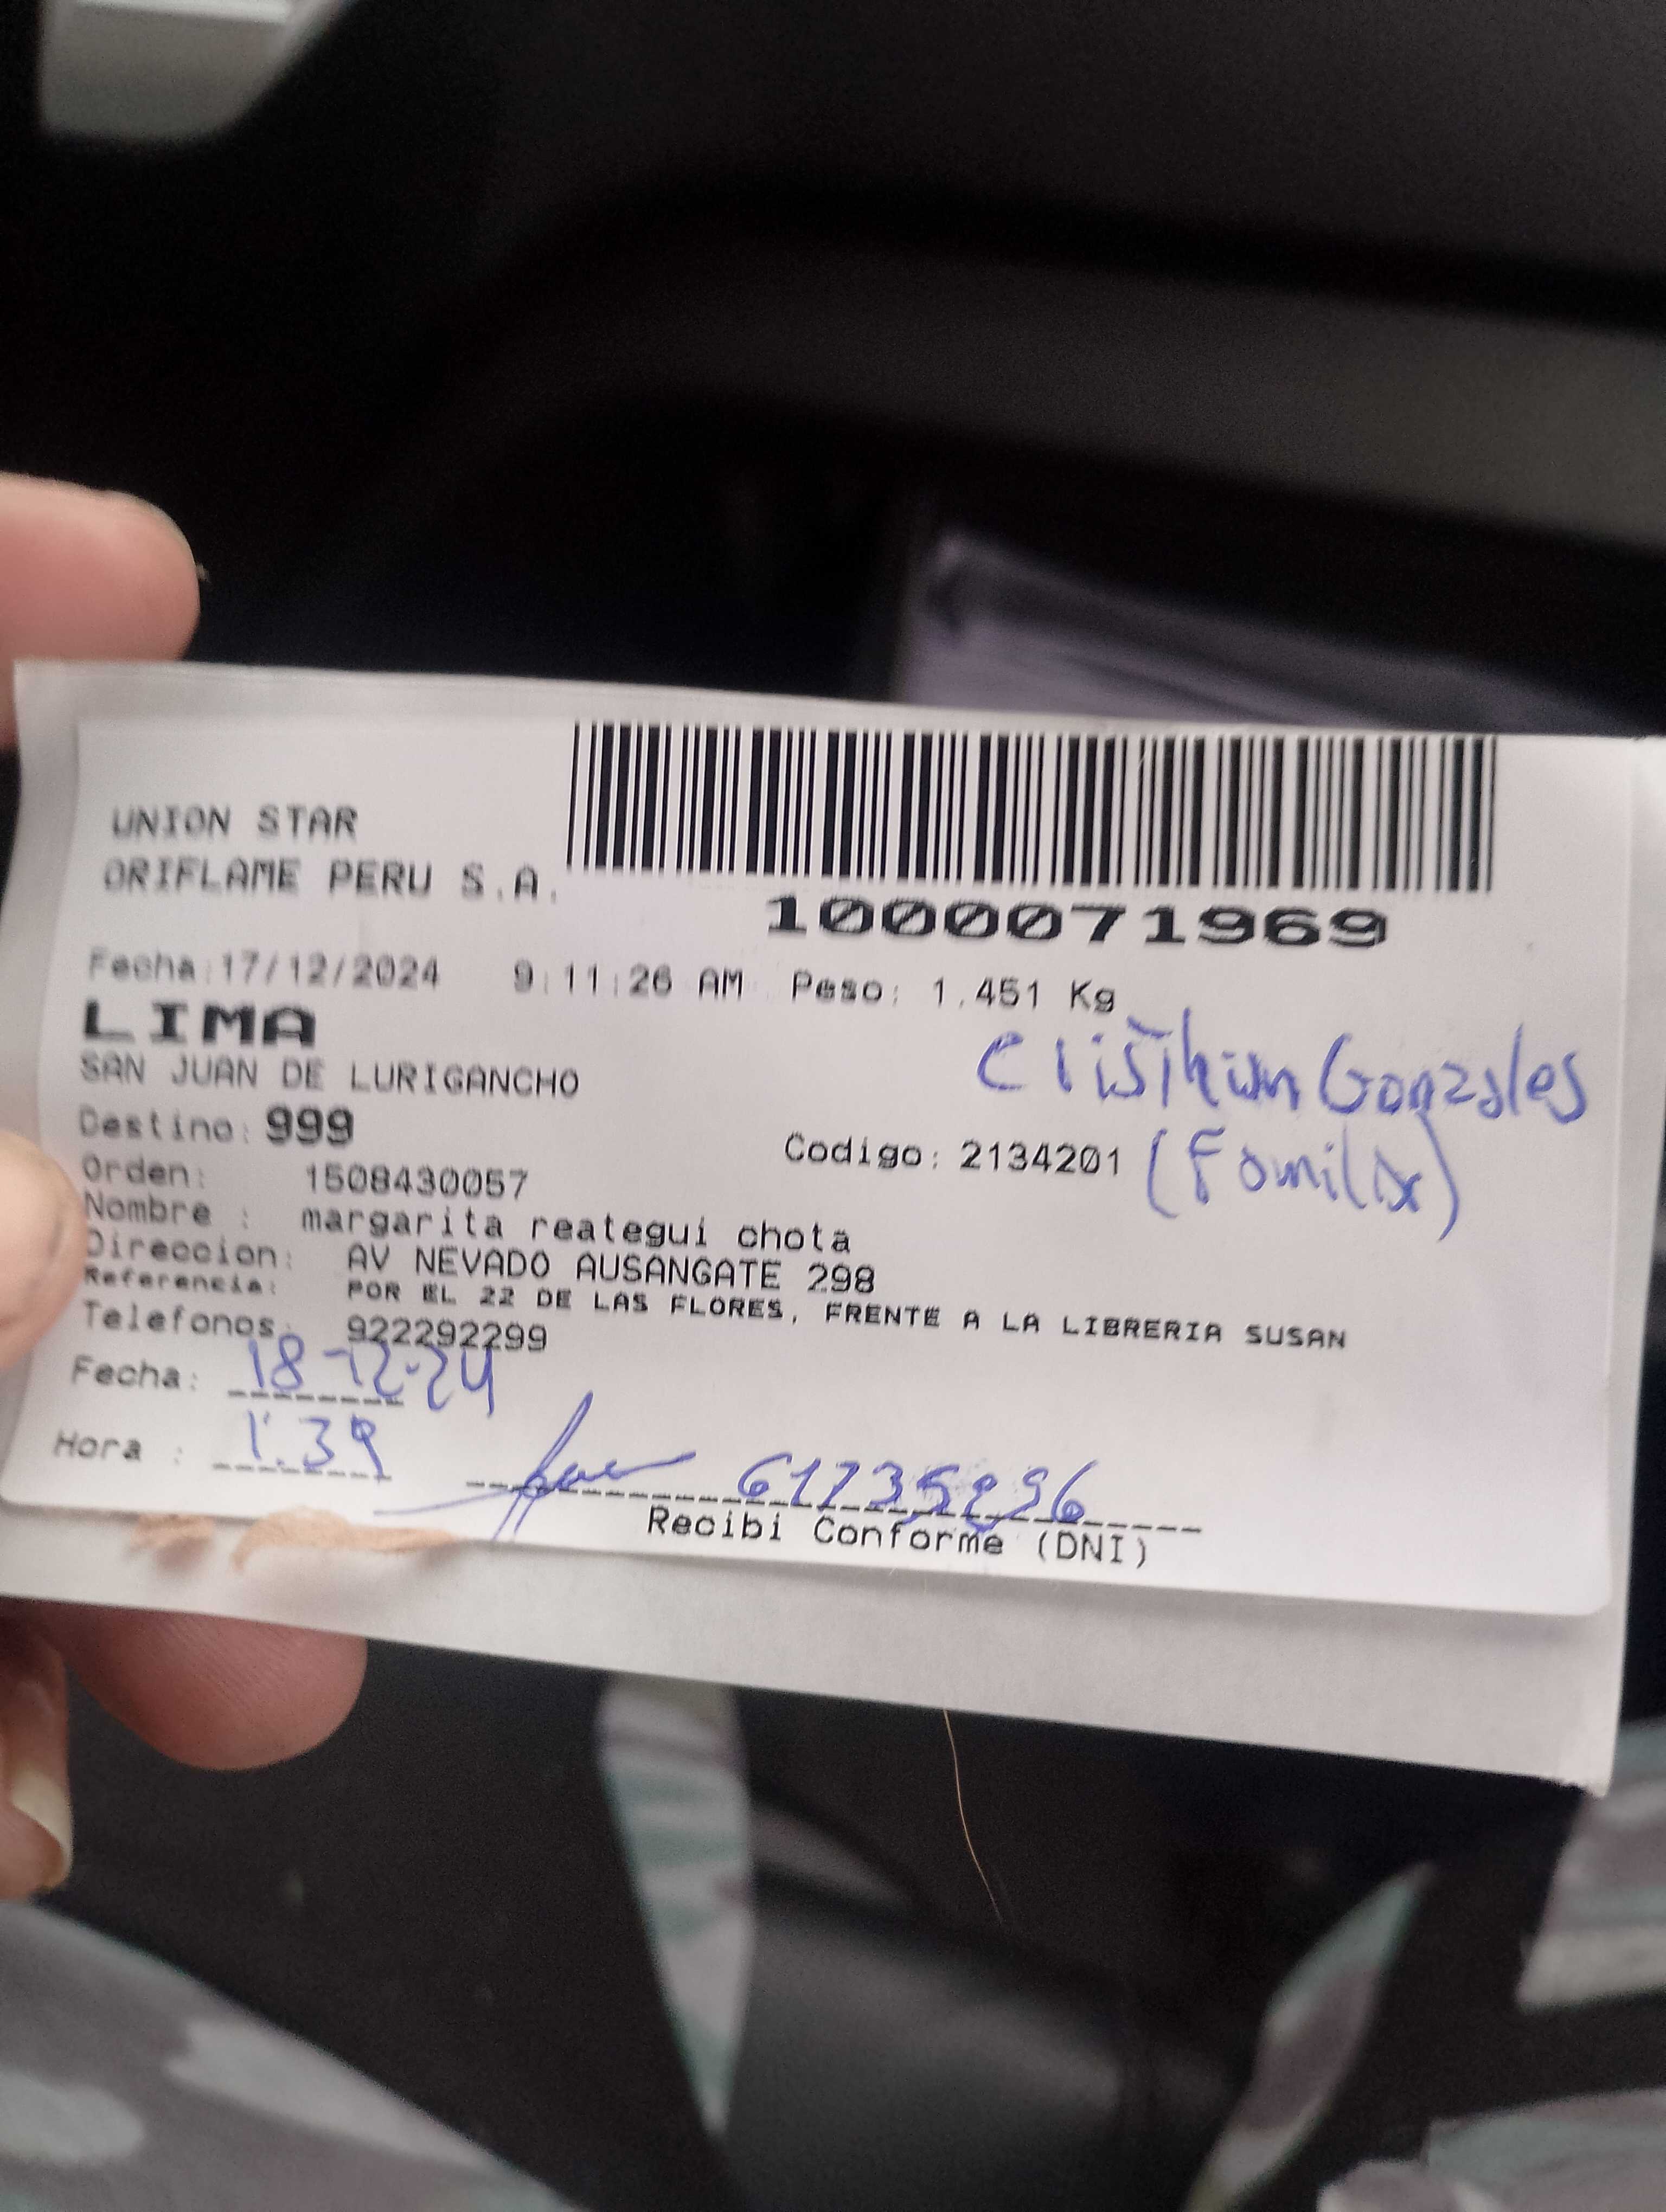 UNION STAR
ORIFLAME PERU S.A.
1000071969
Fecha:17/12/2024 9:11:26 AM Peso: 1.451 Kg
LIMA
SAN JUAN DE LURIGANCHO
Cristhian Gonzales
(Familia)
Destino: 999
Codigo: 2134201
Orden: 1508430057
Nombre : margarita reategui chota
Direccion: AV NEVADO AUSANGATE 298
Referencia: POR EL 22 DE LAS FLORES, FRENTE A LA LIBRERIA SUSAN
Telefonos: 922292299
Fecha: 18-12-24
Hora : 1:39
Recibi Conforme (DNI)